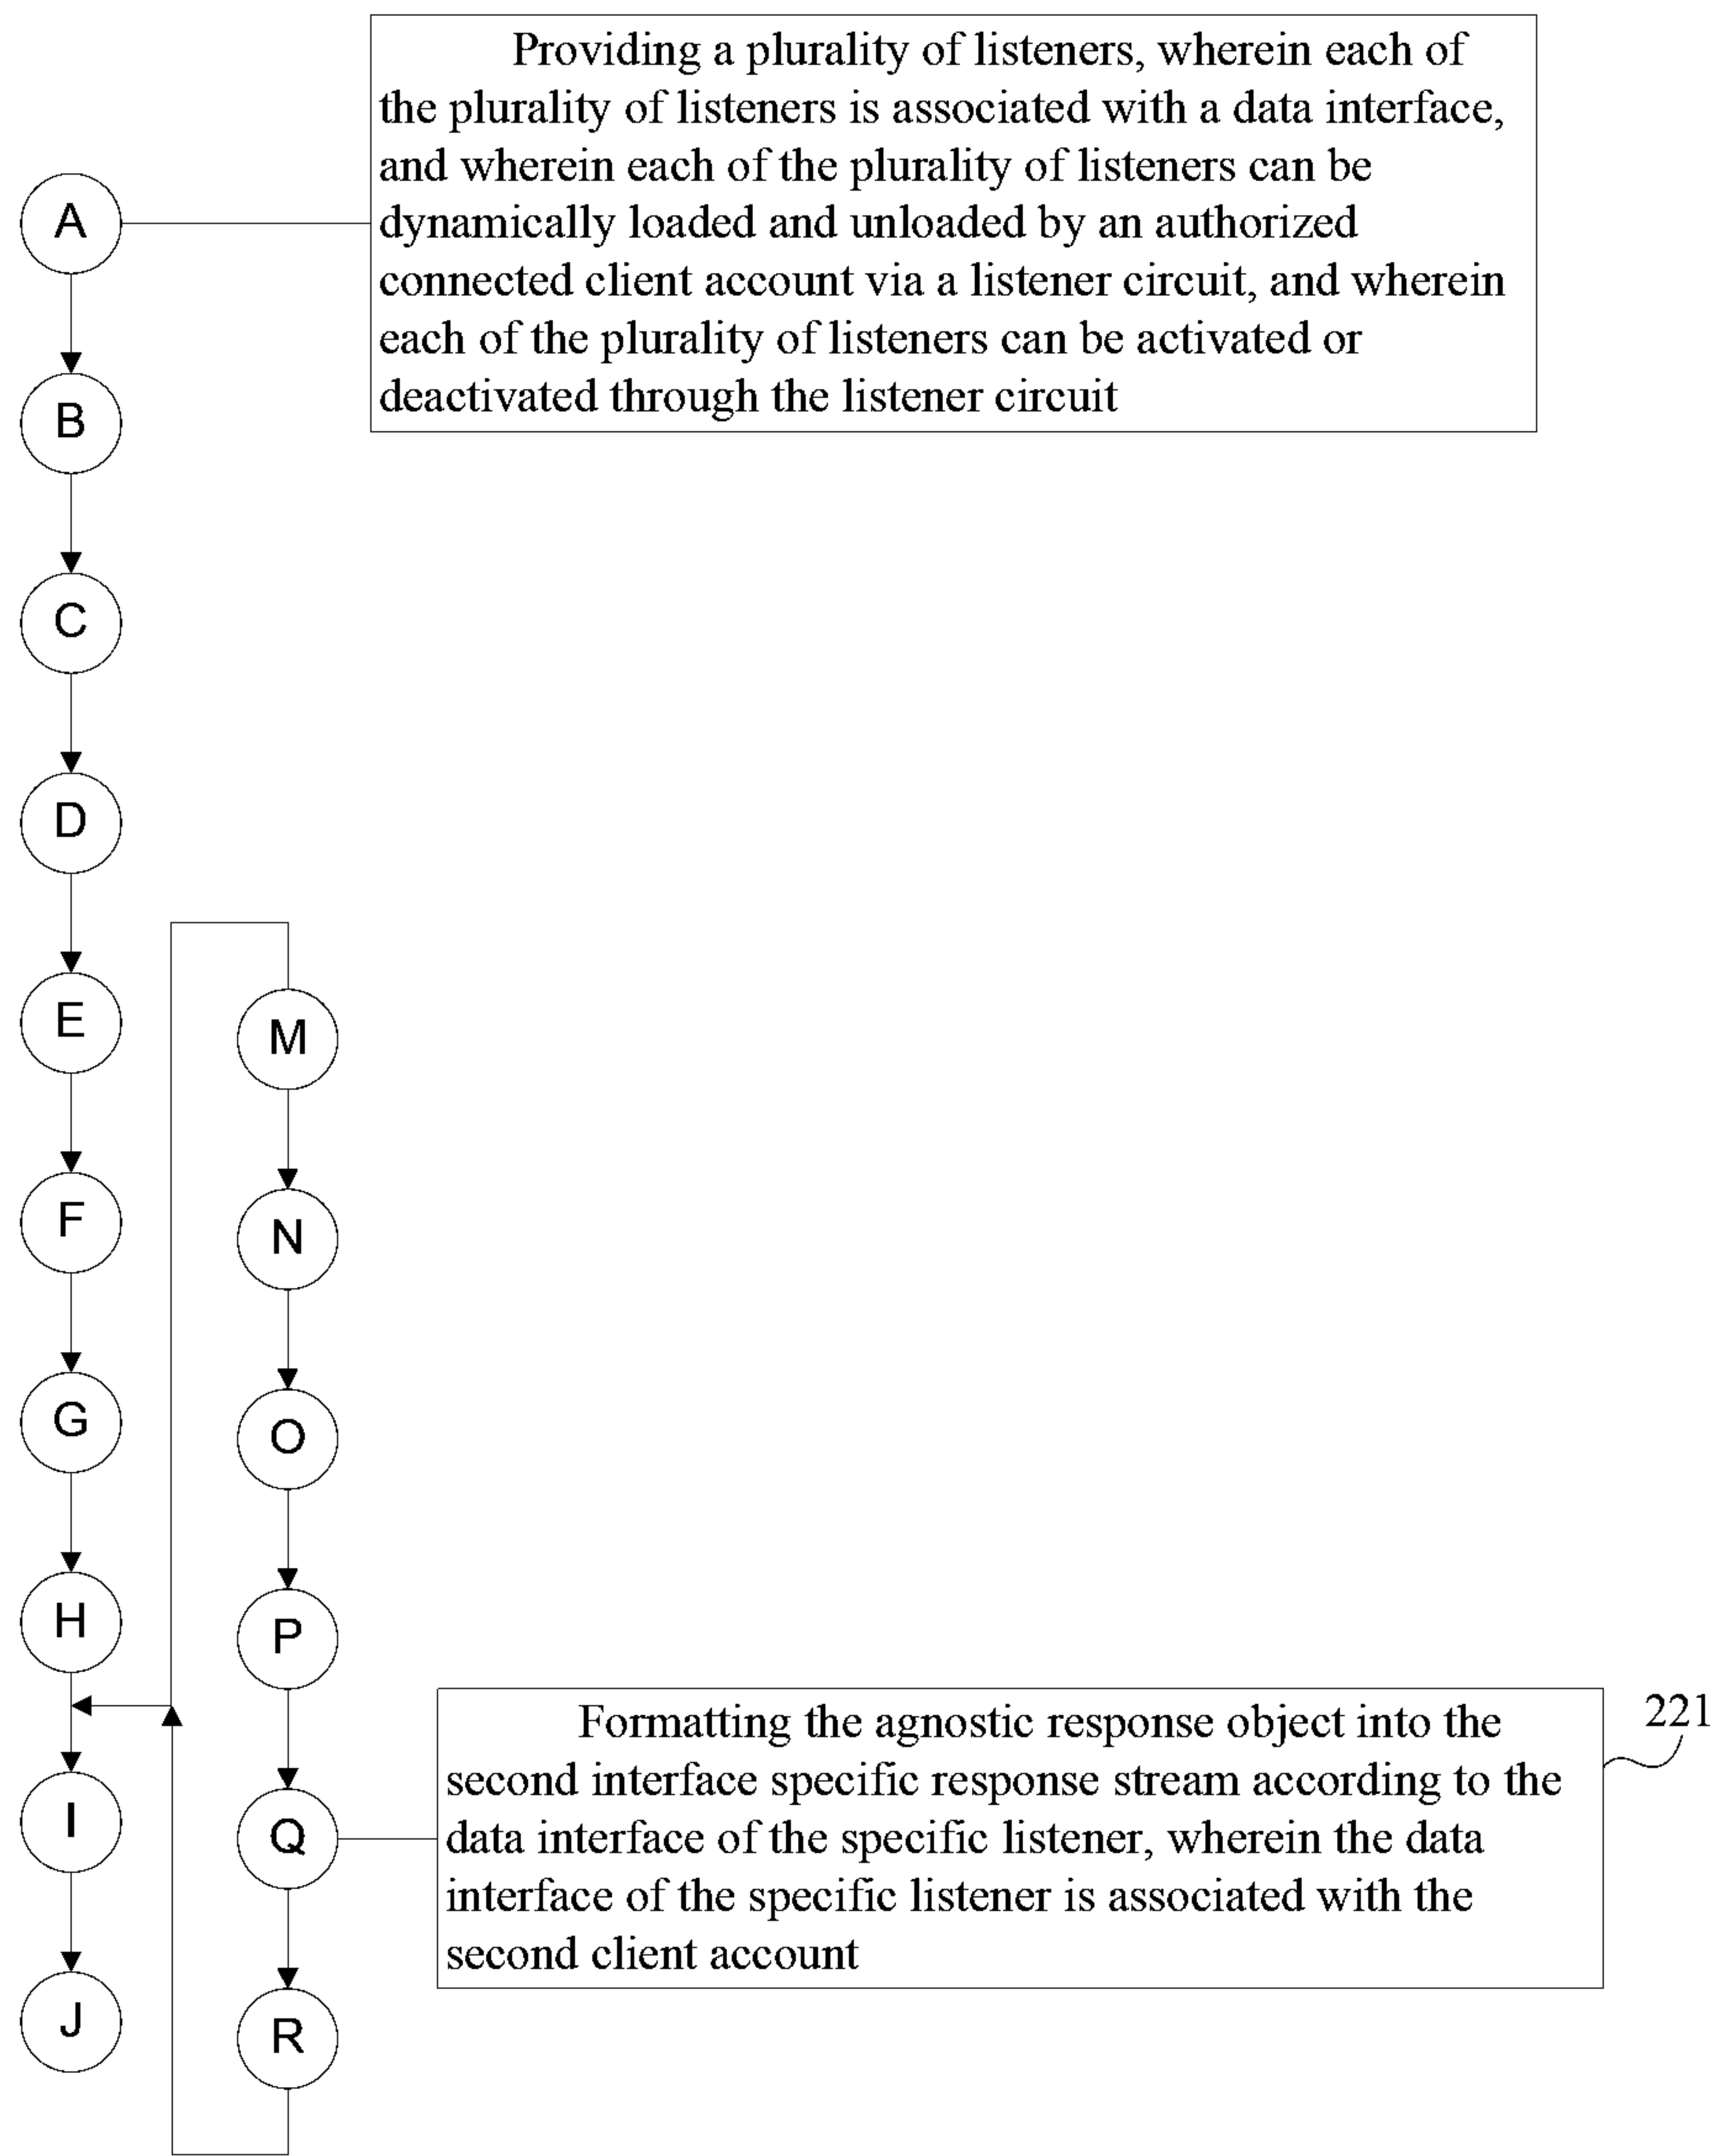 Providing a plurality of listeners, wherein each of
the plurality of listeners is associated with a data interface,
and wherein each of the plurality of listeners can be
dynamically loaded and unloaded by an authorized
connected client account via a listener circuit, and wherein
each of the plurality of listeners can be activated or
deactivated through the listener circuit
A
B
C
D
E
F
G
H
I
J
M
N
O
P
Q
R
Formatting the agnostic response object into the
second interface specific response stream according to the
data interface of the specific listener, wherein the data
interface of the specific listener is associated with the
second client account
221